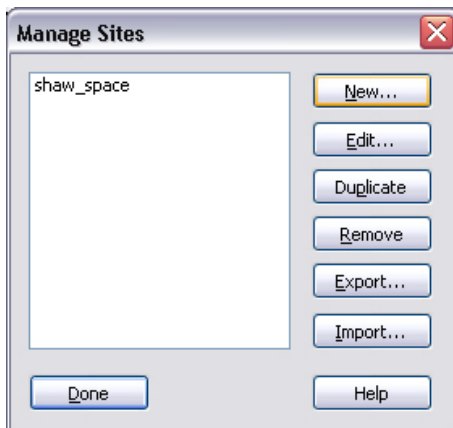 Manage Sites
shaw_space
New...
Edit...
Duplicate
Remove
Export...
Import...
Done
Help